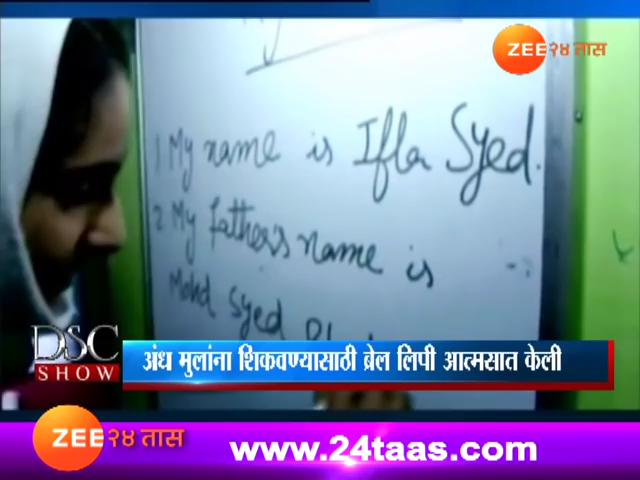 ZEE २४ तास
My
1 My name is Ifla Syed.
2 My Father's name is
Mohd Syed
DSC
SHOW
अंध मुलांना शिकवण्यासाठी ब्रेल लिपी आत्मसात केली
ZEE २४ तास
www.24taas.com